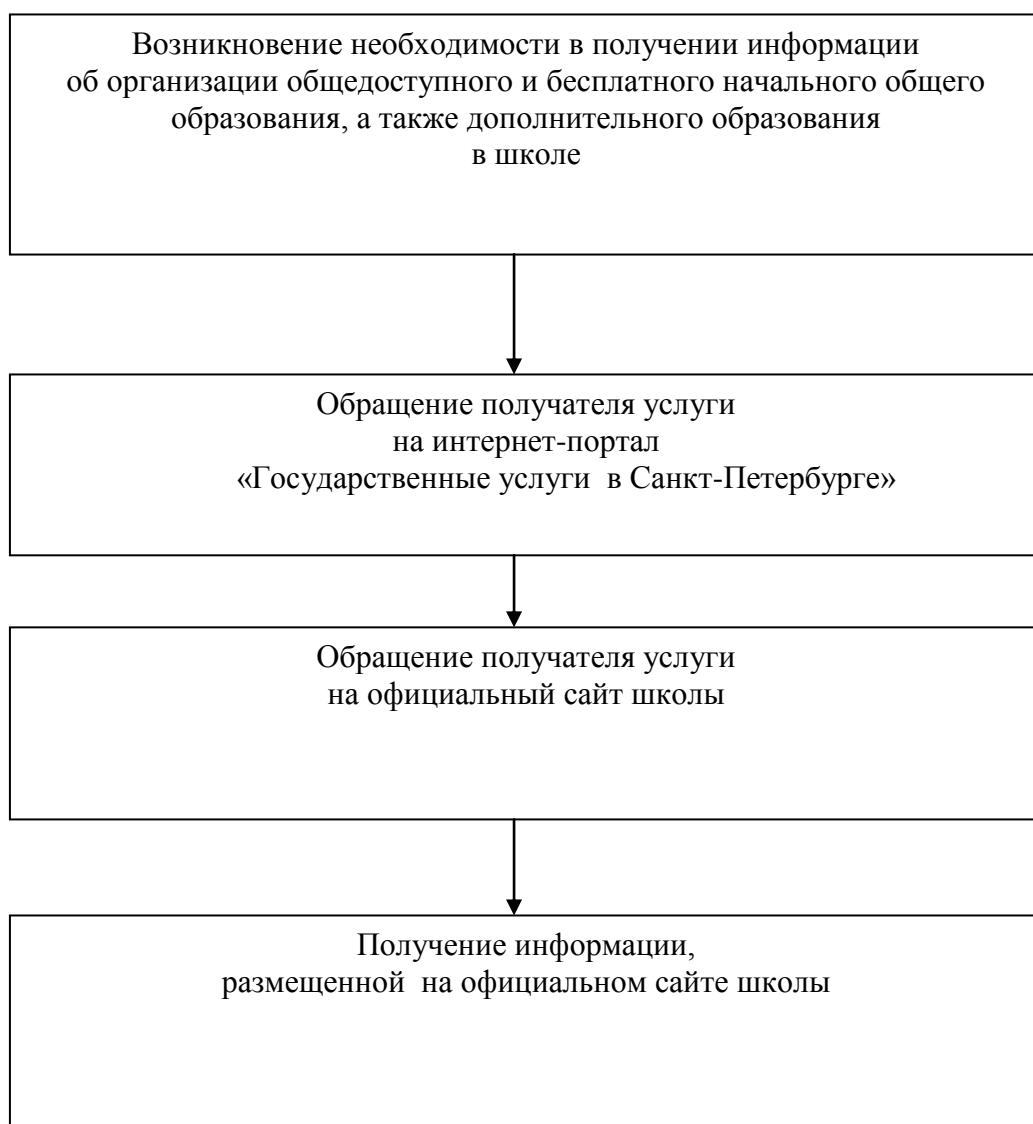 Возникновение необходимости в получении информации
об организации общедоступного и бесплатного начального общего
образования, а также дополнительного образования
в школе
Обращение получателя услуги
на интернет-портал
«Государственные услуги  в Санкт-Петербурге»
Обращение получателя услуги
на официальный сайт школы
Получение информации,
размещенной  на официальном сайте школы